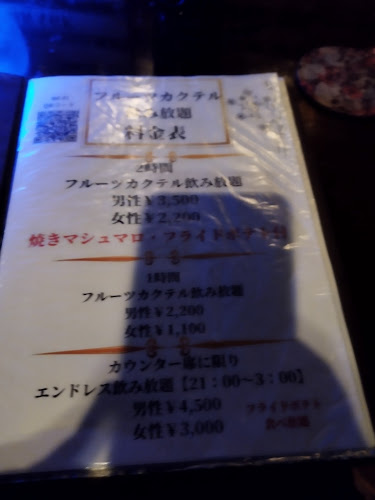 フルーツカクテル
飲み放題
料金表
2時間
フルーツカクテル飲み放題
男性￥3,500
女性￥2,200
焼きマシュマロ・フライドポテト付
1時間
フルーツカクテル飲み放題
男性￥2,200
女性￥1,100
カウンター席に限り
エンドレス飲み放題【21：00～3：00】
男性￥4,500
女性￥3,000
フライドポテト
食べ放題